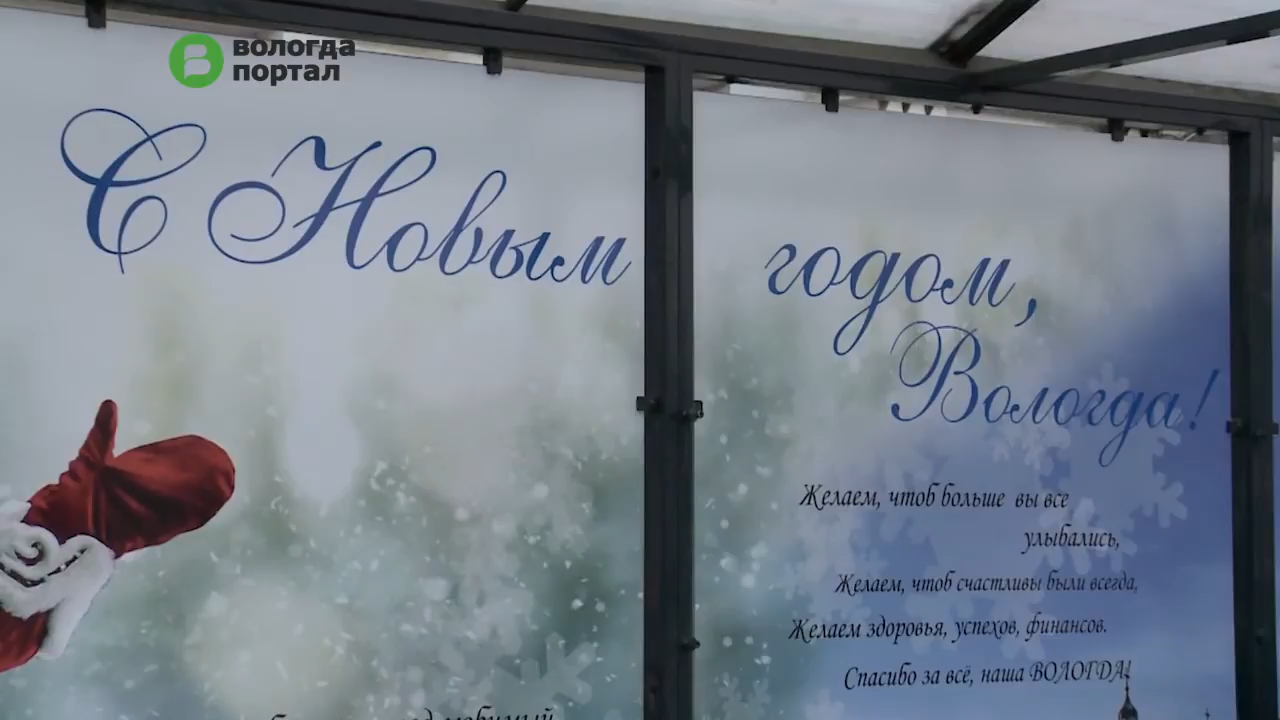 вологда
портал
С Новым годом,
Вологда!
Желаем, чтоб больше вы все
улыбались,
Желаем, чтоб счастливы были всегда,
Желаем здоровья, успехов, финансов.
Спасибо за всё, наша ВОЛОГДА!
любимый